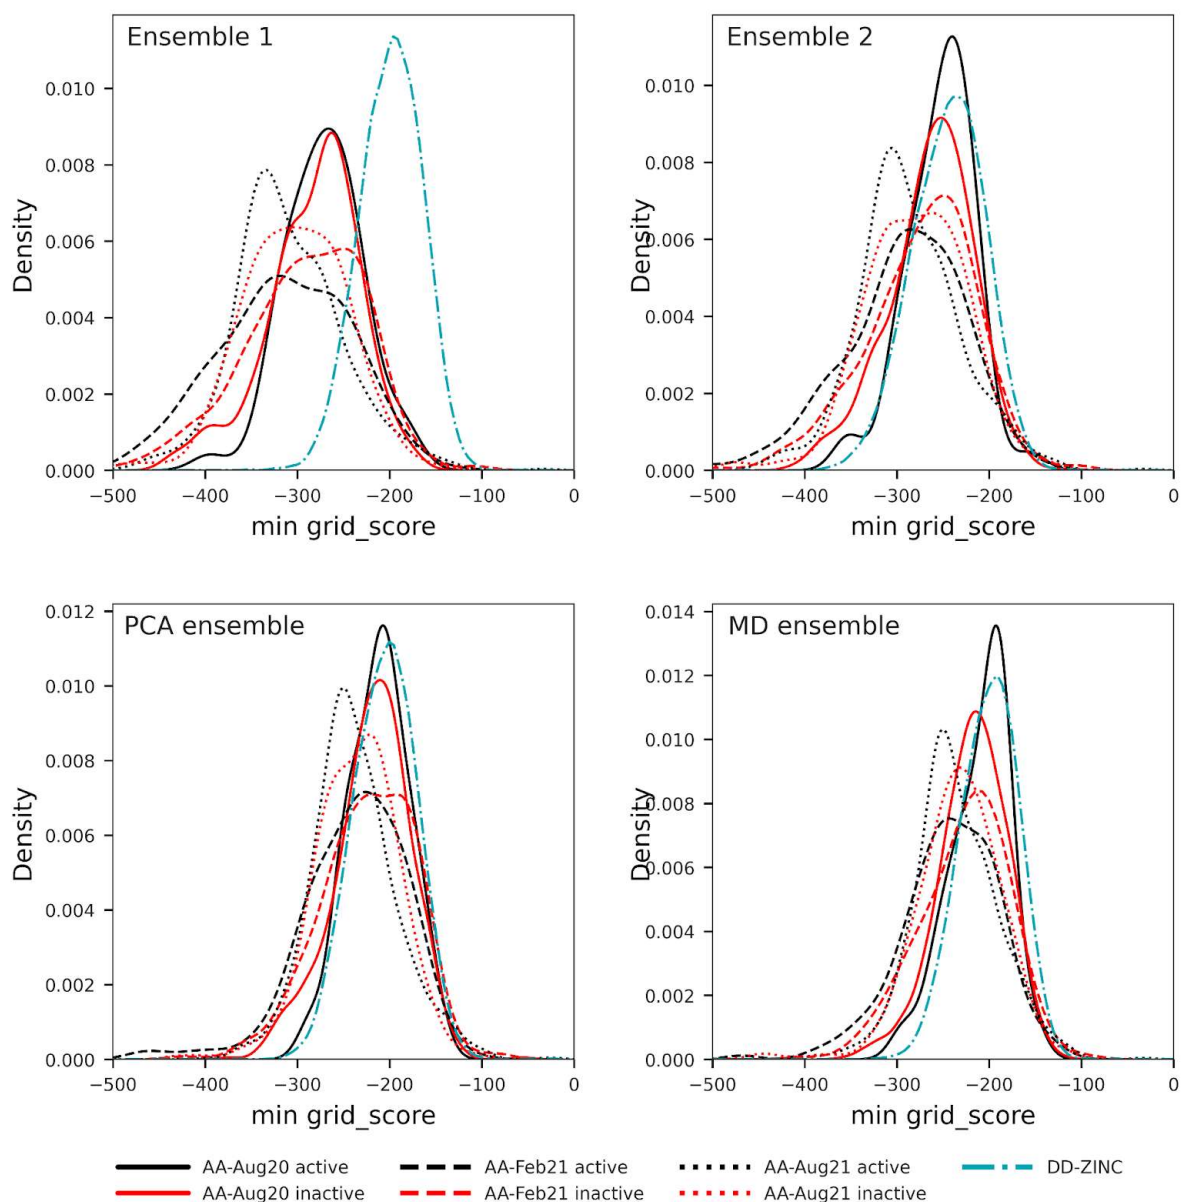 Ensemble 1
Density
0.010
0.008
0.006
0.004
0.002
0.000
−500 −400 −300 −200 −100 0
min grid_score
Ensemble 2
Density
0.010
0.008
0.006
0.004
0.002
0.000
−500 −400 −300 −200 −100 0
min grid_score
PCA ensemble
Density
0.012
0.010
0.008
0.006
0.004
0.002
0.000
−500 −400 −300 −200 −100 0
min grid_score
MD ensemble
Density
0.014
0.012
0.010
0.008
0.006
0.004
0.002
0.000
−500 −400 −300 −200 −100 0
min grid_score
AA-Aug20 active AA-Feb21 active AA-Aug21 active DD-ZINC
AA-Aug20 inactive AA-Feb21 inactive AA-Aug21 inactive